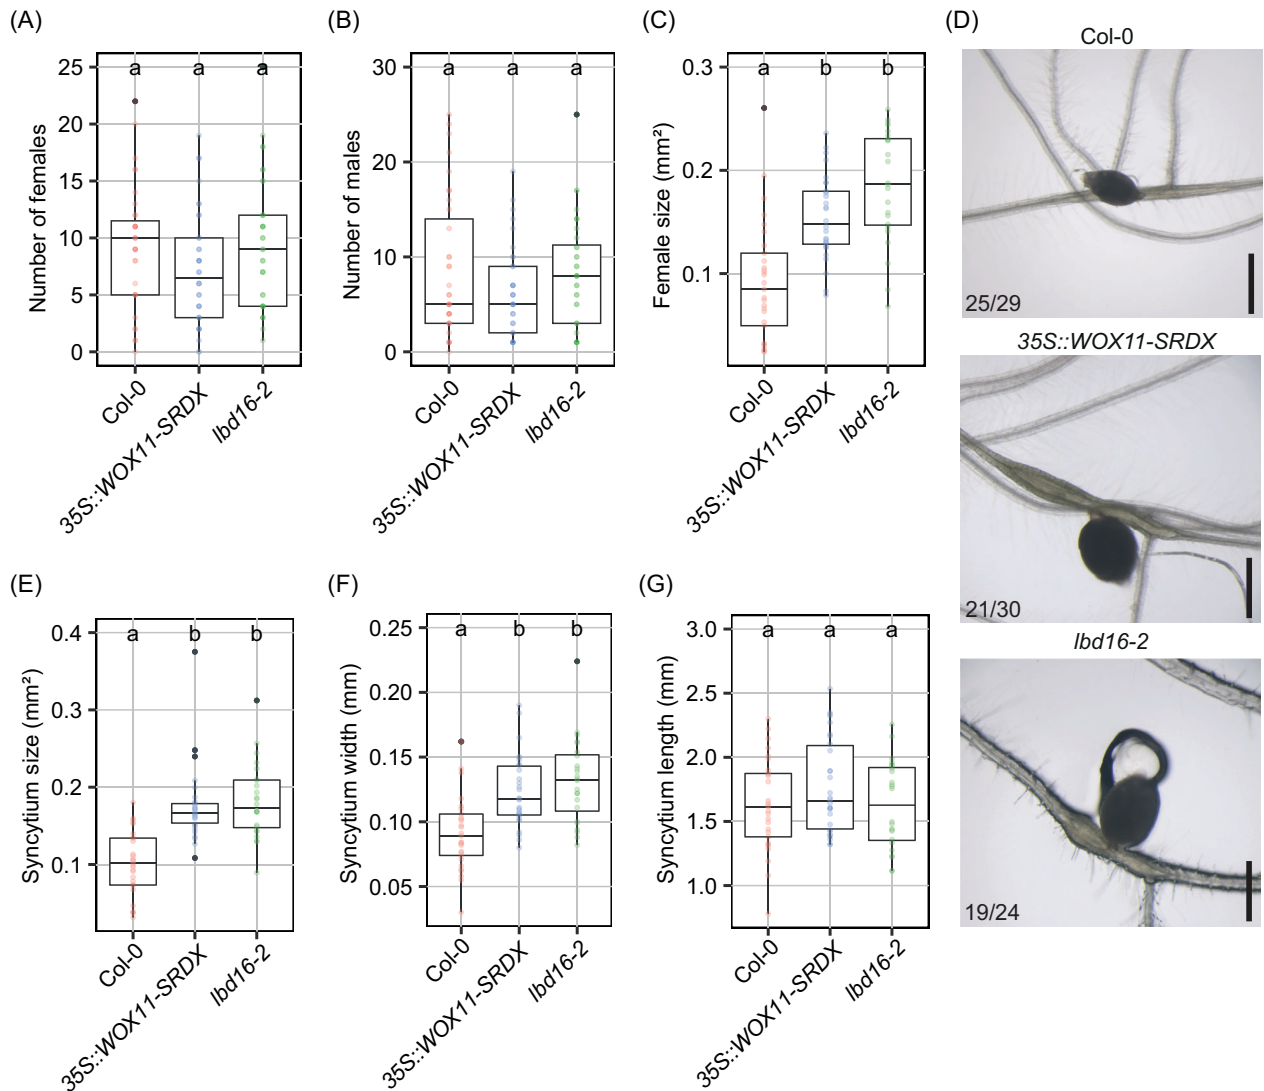 (A)
(B)
(C)
(D)
Number of females
25
20
15
10
5
0
a
a
a
Col-0
35S::WOX11-SRDX
lbd16-2
Number of males
30
20
10
0
a
a
a
Col-0
35S::WOX11-SRDX
lbd16-2
Female size (mm²)
0.3
0.2
0.1
a
b
b
Col-0
35S::WOX11-SRDX
lbd16-2
Col-0
25/29
35S::WOX11-SRDX
21/30
lbd16-2
19/24
(E)
(F)
(G)
Syncytium size (mm²)
0.4
0.3
0.2
0.1
a
b
b
Col-0
35S::WOX11-SRDX
lbd16-2
Syncytium width (mm)
0.25
0.20
0.15
0.10
0.05
a
b
b
Col-0
35S::WOX11-SRDX
lbd16-2
Syncytium length (mm)
3.0
2.5
2.0
1.5
1.0
a
a
a
Col-0
35S::WOX11-SRDX
lbd16-2